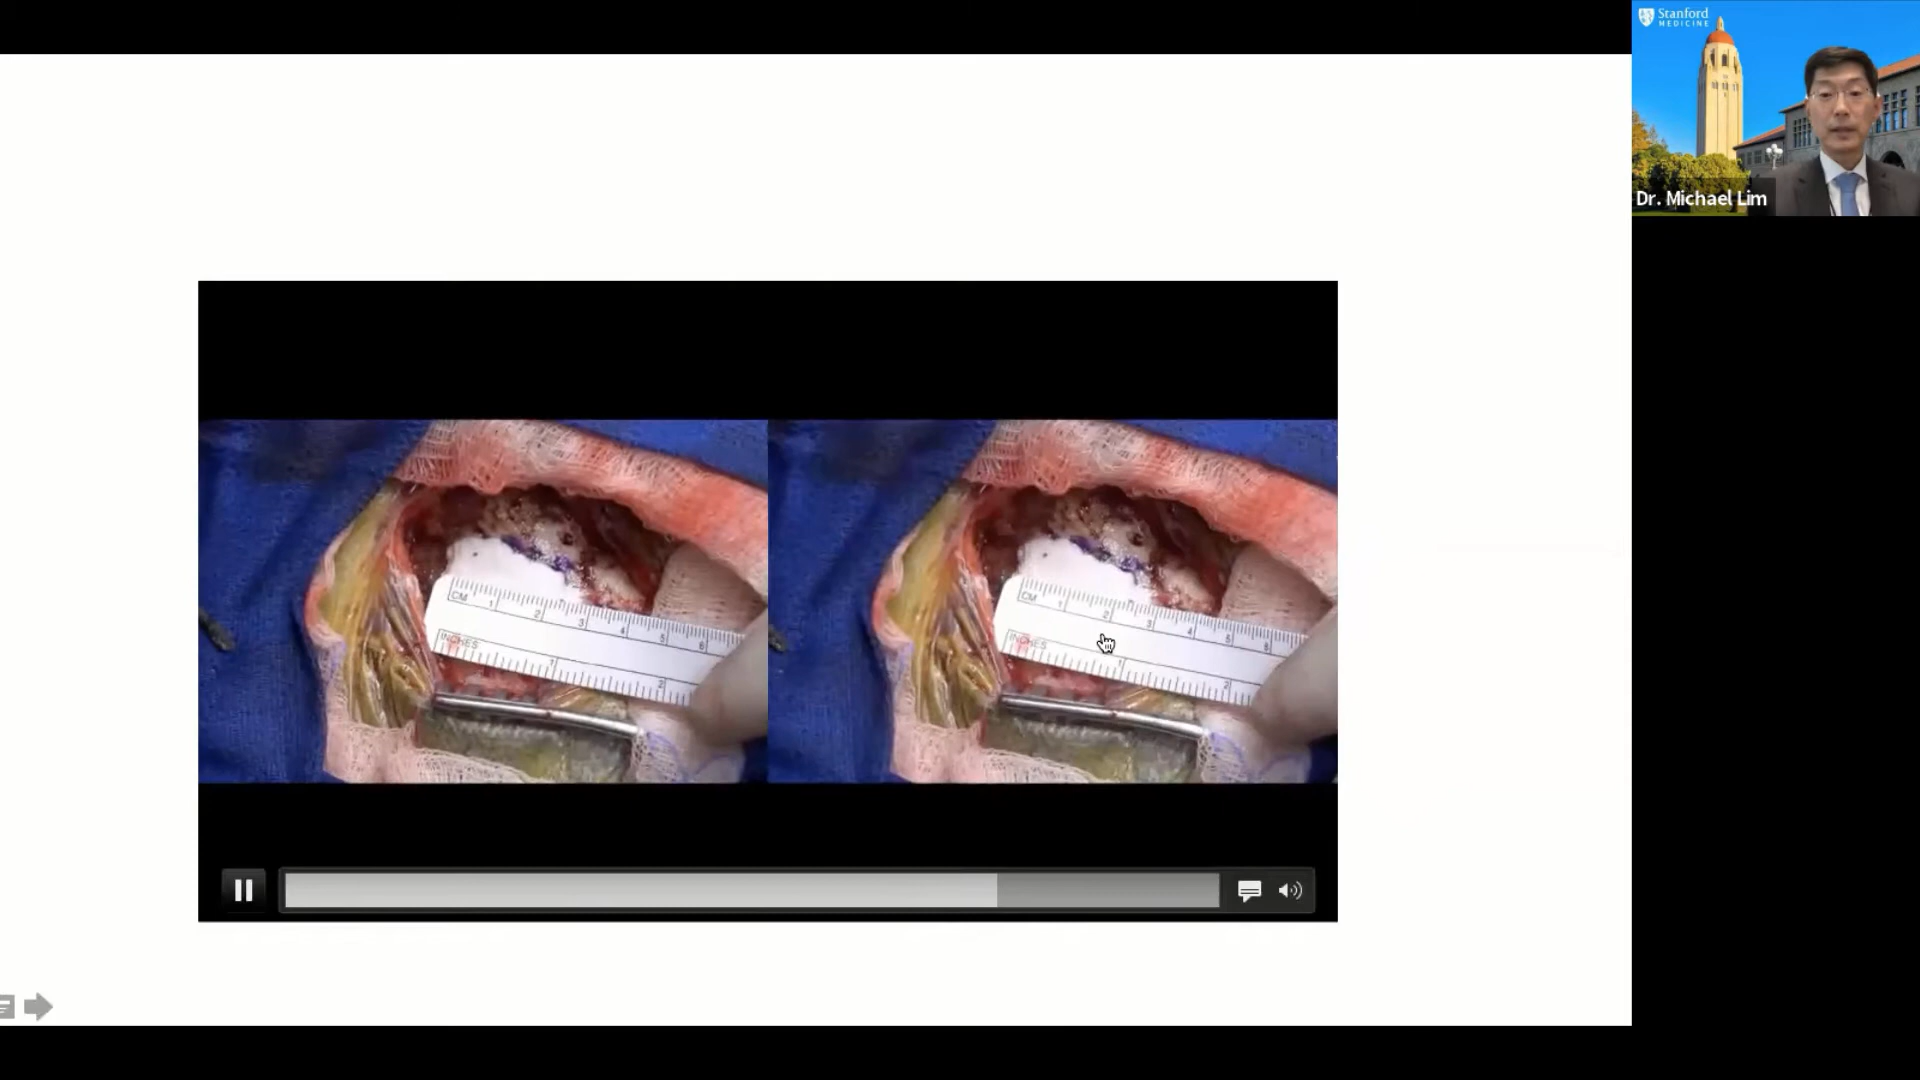 Stanford
MEDICINE
Dr. Michael Lim
CM 1 2 3 4 5 6
INCHES 1 2
CM 1 2 3 4 5 6
INCHES 1 2